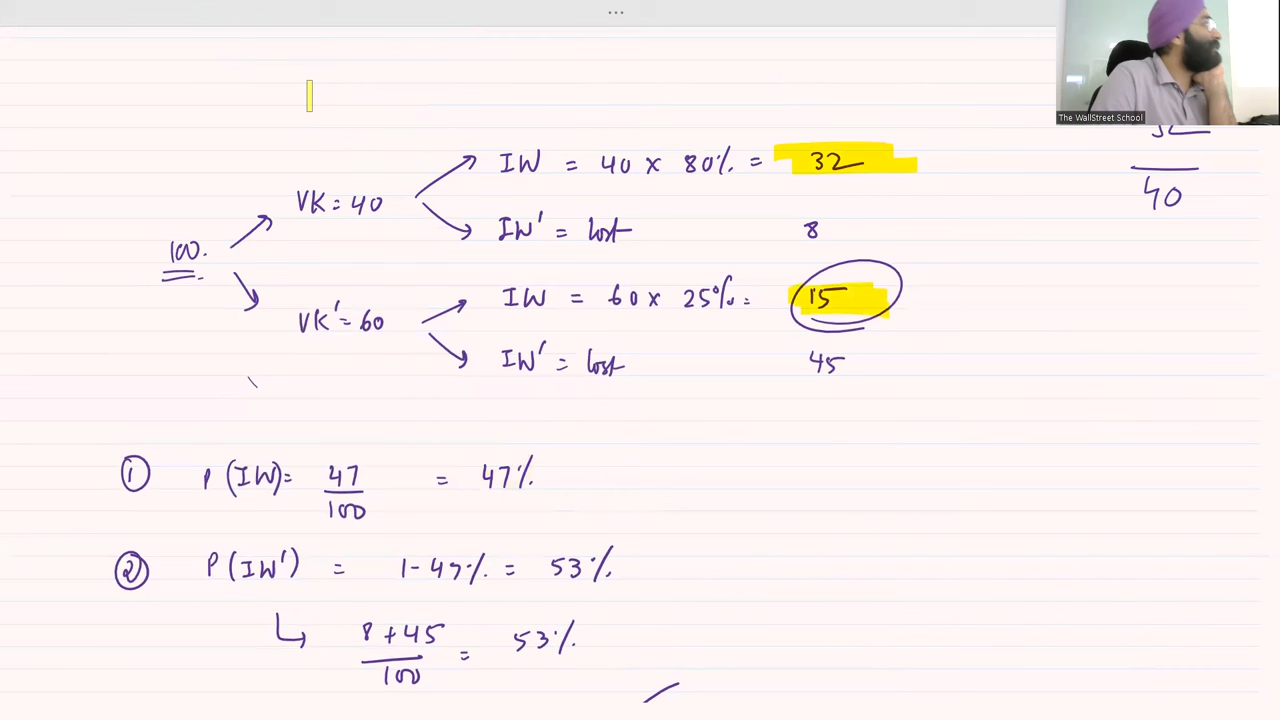 The WallStreet School
IW = 40 x 80% = 32
40
VK = 40
100.
IW' = lost 8
IW = 60 x 25% = 15
VK' = 60
IW' = lost 45
① P(IW) = 47/100 = 47%
② P(IW') = 1 - 47% = 53%
8 + 45/100 = 53%